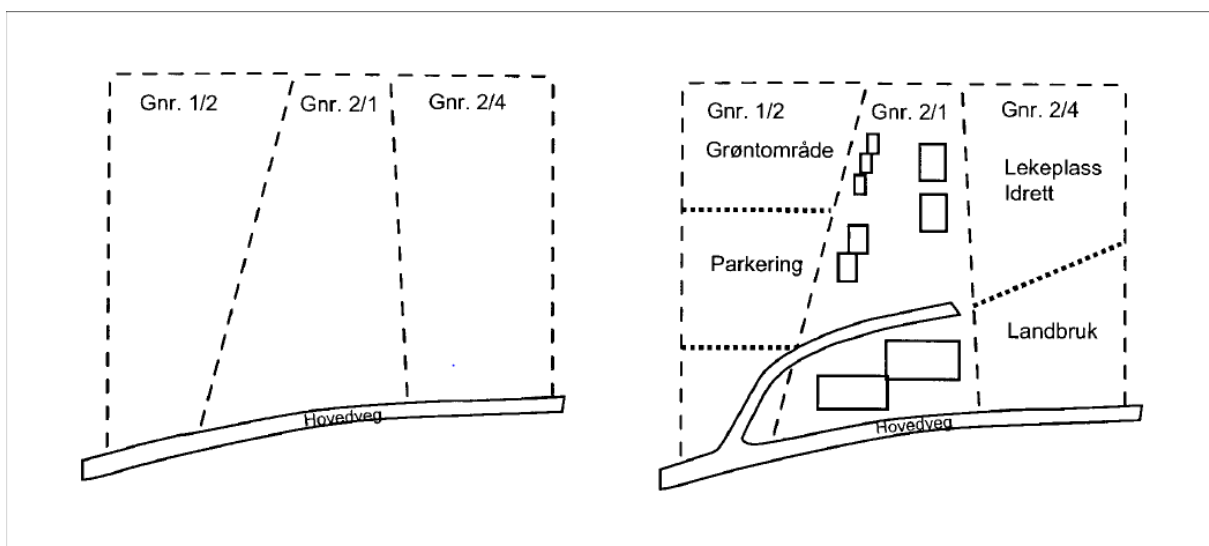 Gnr. 1/2
Gnr. 2/1
Gnr. 2/4
Hovedveg
Gnr. 1/2
Gnr. 2/1
Gnr. 2/4
Grøntområde
Lekeplass
Idrett
Parkering
Landbruk
Hovedveg